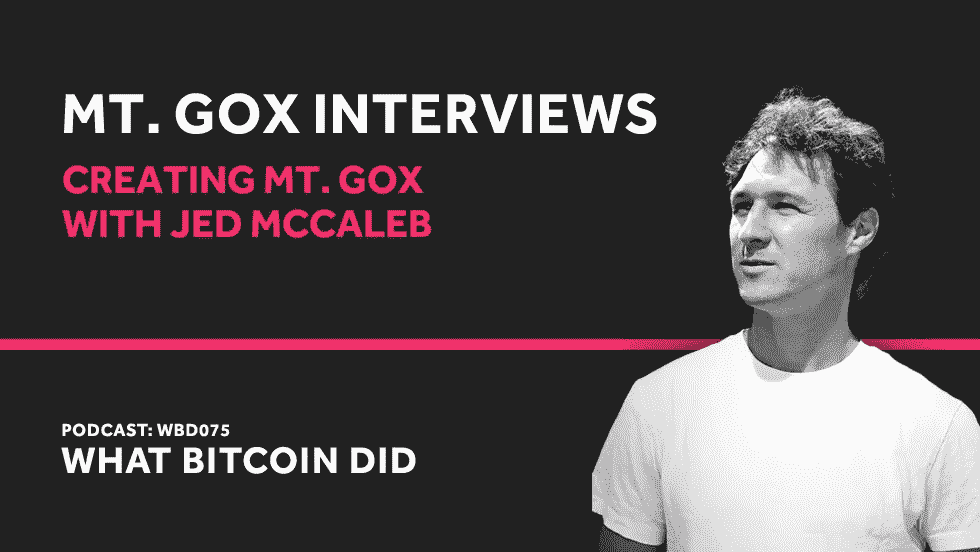 MT. GOX INTERVIEWS
CREATING MT. GOX
WITH JED MCCALEB
PODCAST: WBD075
WHAT BITCOIN DID